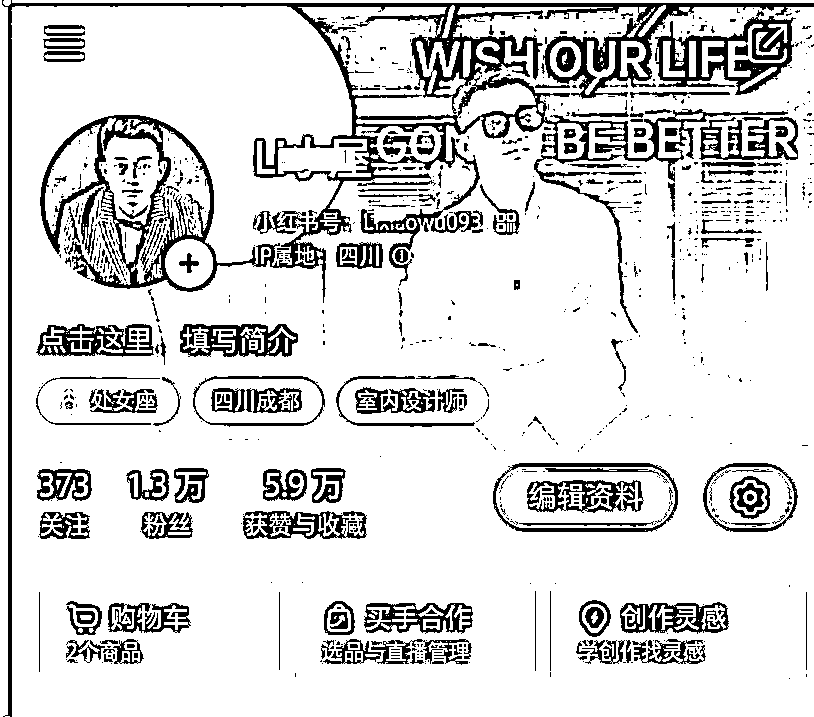 WISH OUR LIFE
BE BETTER
小红书号:
IP属地:四川
点击这里,填写简介
处女座 四川成都 室内设计师
373 1.3万 5.9万
关注 粉丝 获赞与收藏
编辑资料
购物车 买手合作 创作灵感
2个商品 选品与直播管理 学创作找灵感